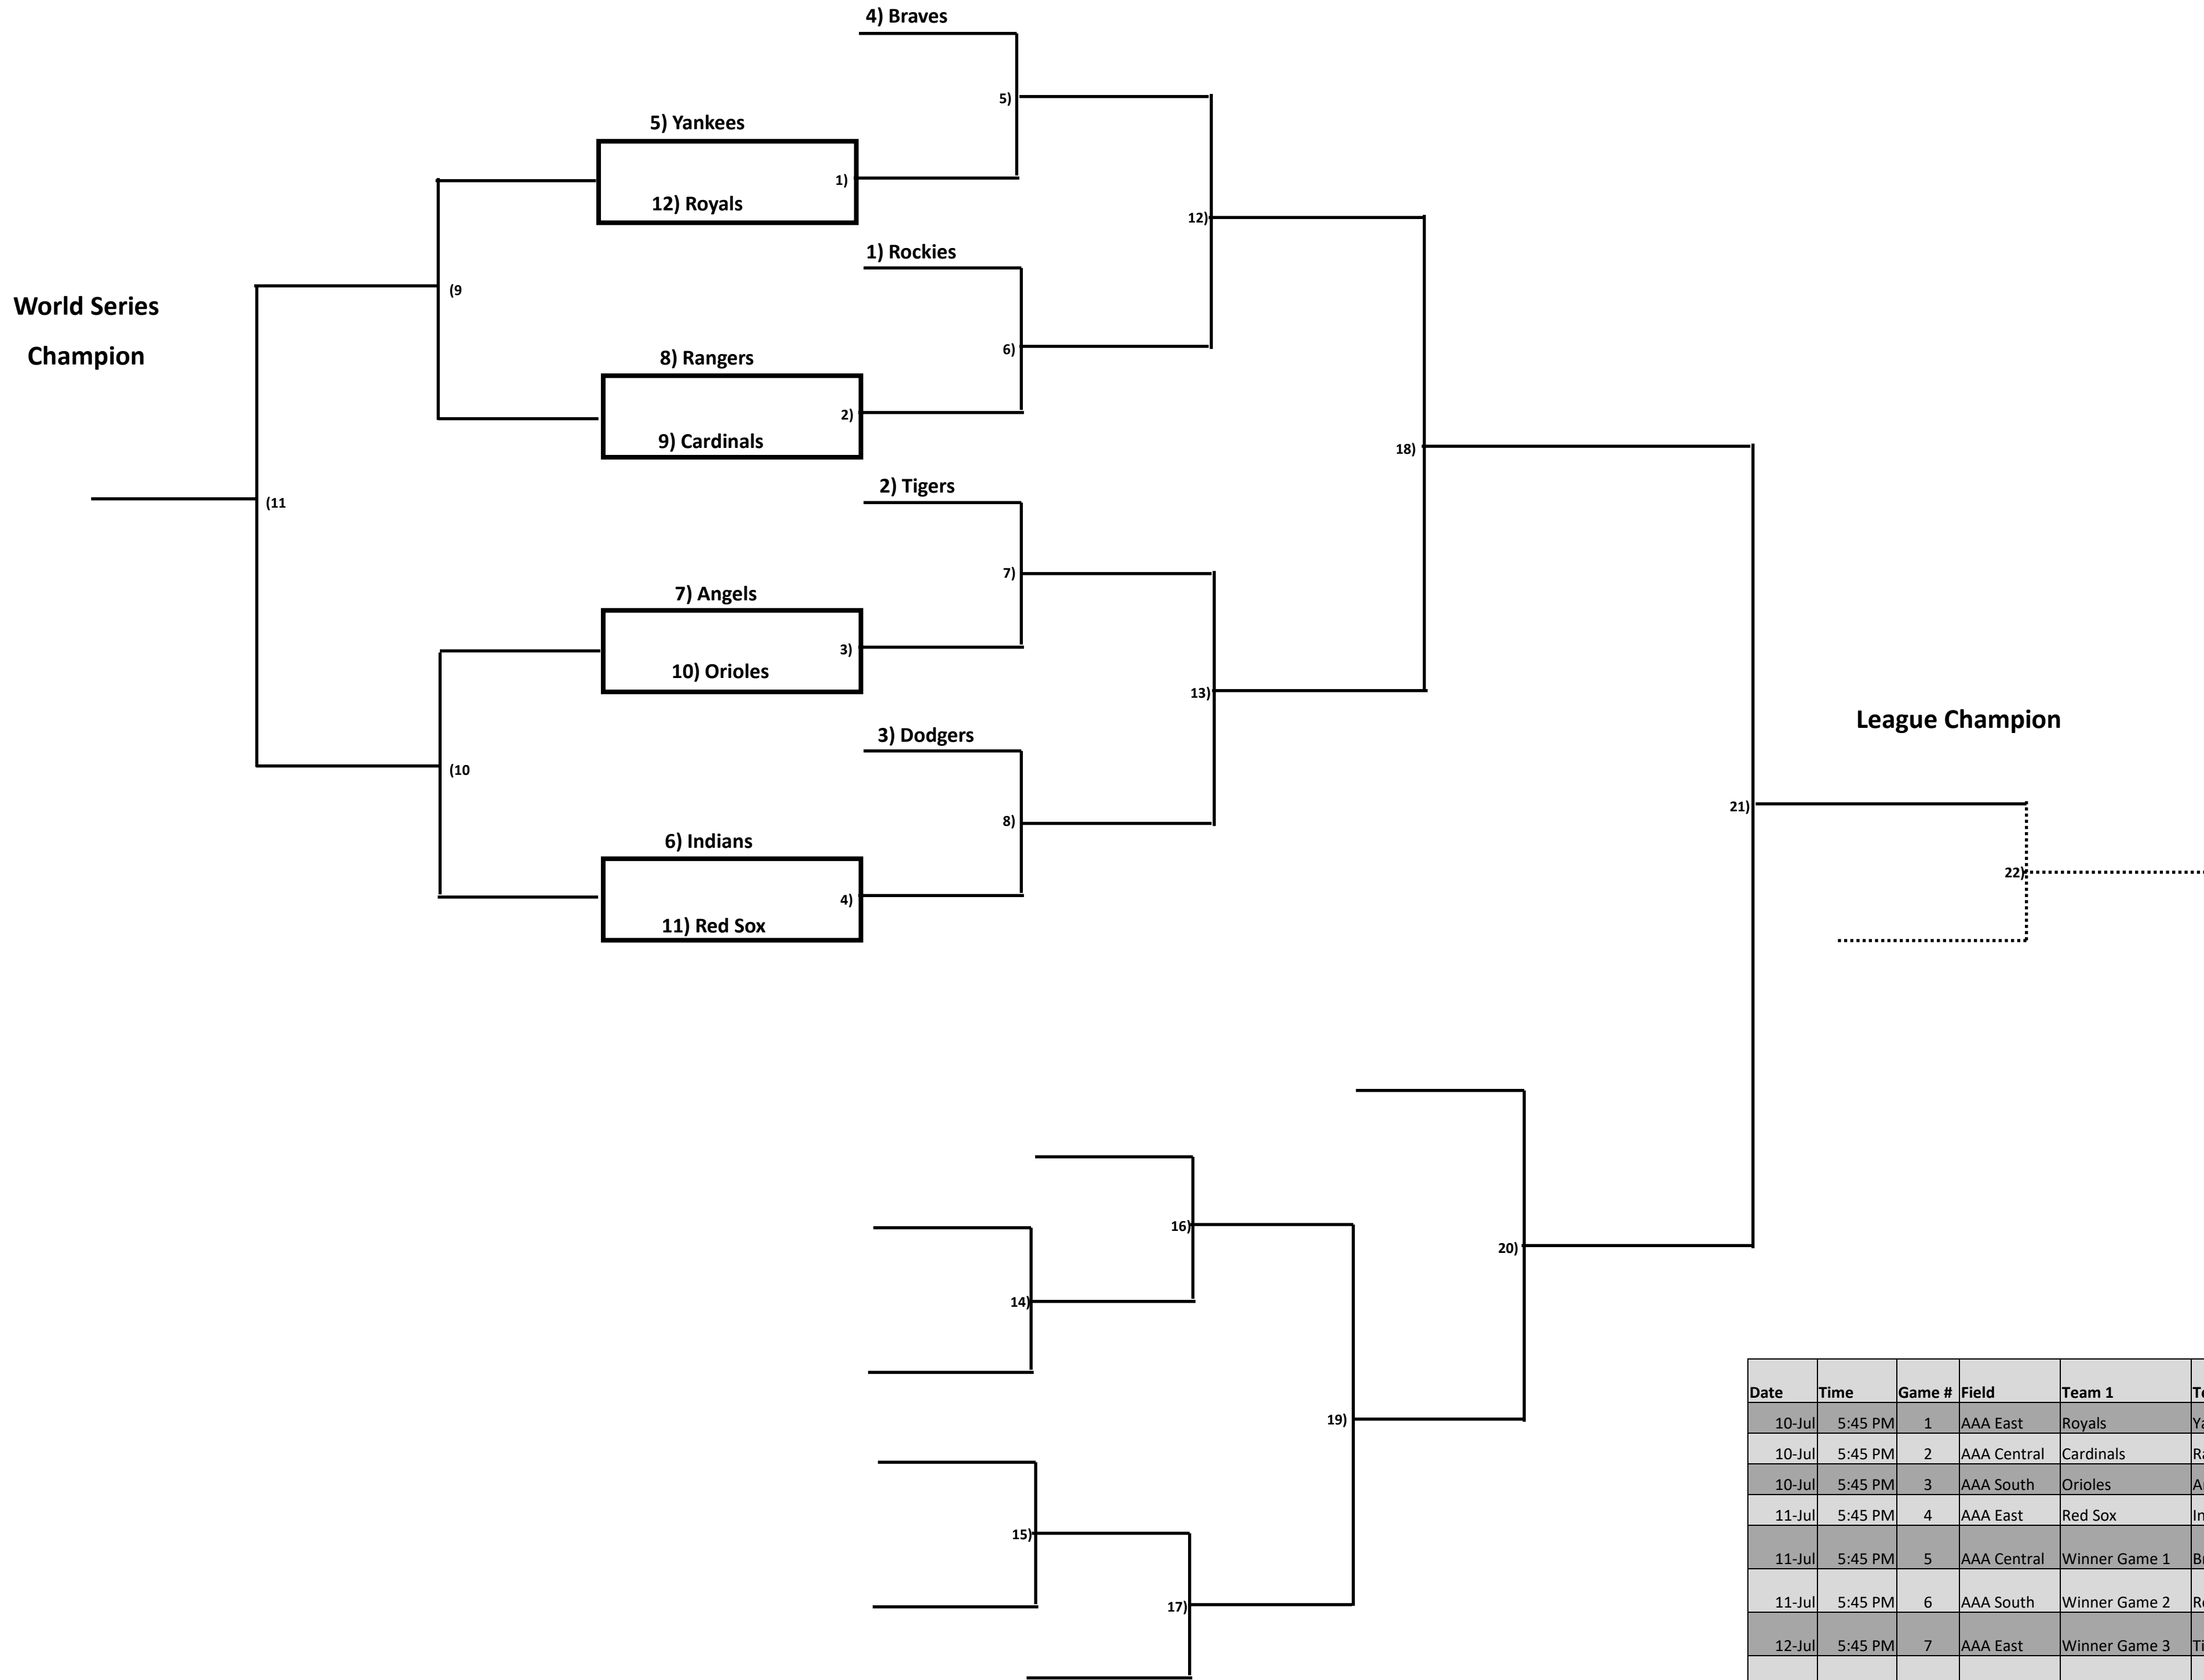 4) Braves
5)
5) Yankees
1)
12) Royals
12)
1) Rockies
(9
World Series
Champion
6)
8) Rangers
2)
9) Cardinals
18)
2) Tigers
(11
7)
7) Angels
3)
10) Orioles
13)
League Champion
3) Dodgers
(10
21)
8)
6) Indians
22)
4)
11) Red Sox
16)
20)
14)
19)
15)
17)
Date Time Game # Field Team 1
10-Jul 5:45 PM 1 AAA East Royals
10-Jul 5:45 PM 2 AAA Central Cardinals
10-Jul 5:45 PM 3 AAA South Orioles
11-Jul 5:45 PM 4 AAA East Red Sox
11-Jul 5:45 PM 5 AAA Central Winner Game 1
11-Jul 5:45 PM 6 AAA South Winner Game 2
12-Jul 5:45 PM 7 AAA East Winner Game 3